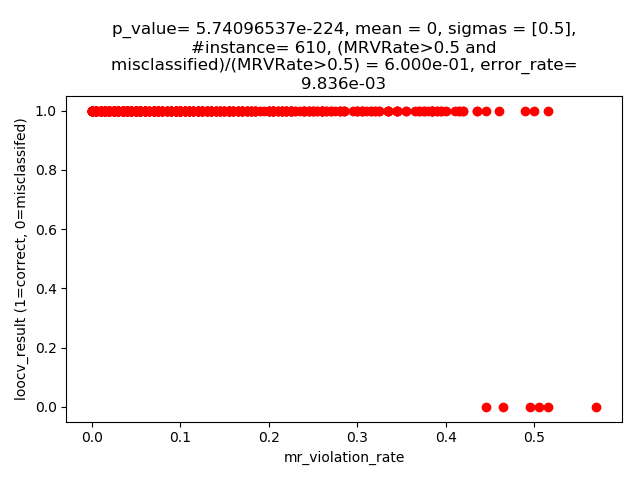 p_value= 5.74096537e-224, mean = 0, sigmas = [0.5],
#instance= 610, (MRVRate>0.5 and
misclassified)/(MRVRate>0.5) = 6.000e-01, error_rate=
9.836e-03
loocv_result (1=correct, 0=misclassifed)
1.0
0.8
0.6
0.4
0.2
0.0
0.0 0.1 0.2 0.3 0.4 0.5
mr_violation_rate